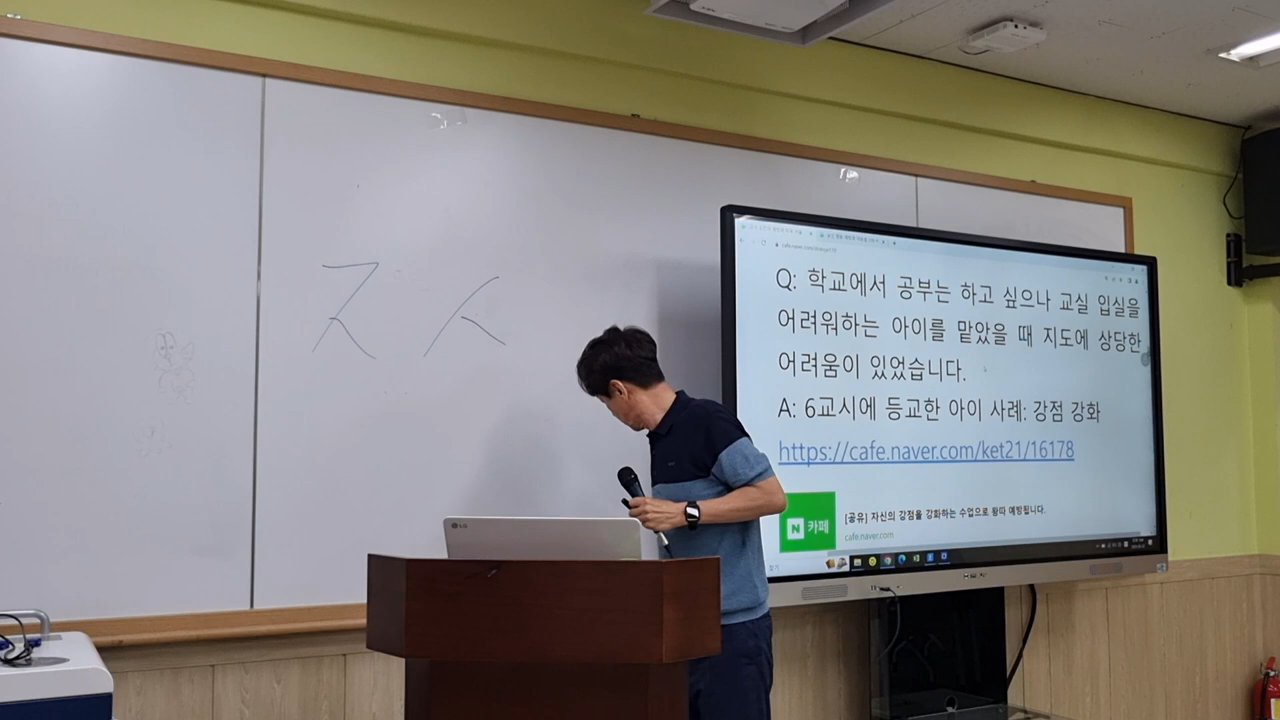 ㅈ ㅅ
Q: 학교에서 공부는 하고 싶으나 교실 입실을
어려워하는 아이를 맡았을 때 지도에 상당한
어려움이 있었습니다.
A: 6교시에 등교한 아이 사례: 강점 강화
https://cafe.naver.com/ket21/16178
N 카페
[공유] 자신의 강점을 강화하는 수업으로 왕따 예방됩니다.
cafe.naver.com
LG